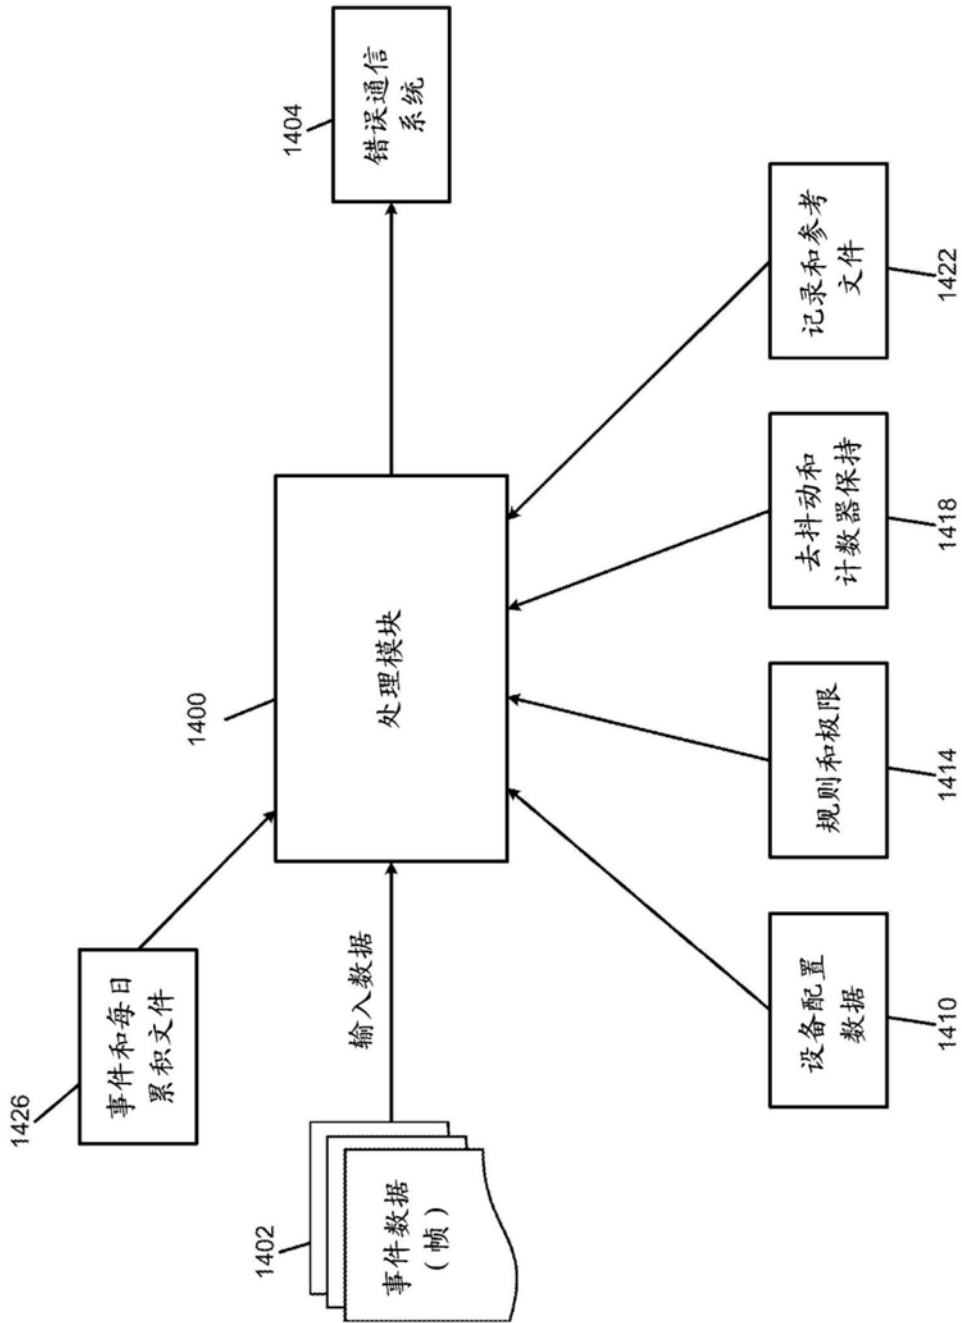 1426
事件和每日
累积文件
1400
1404
错误通信
系统
1402
事件数据
（帧）
输入数据
处理模块
设备配置
数据
1410
规则和极限
1414
去抖动和
计数器保持
1418
记录和参考
文件
1422